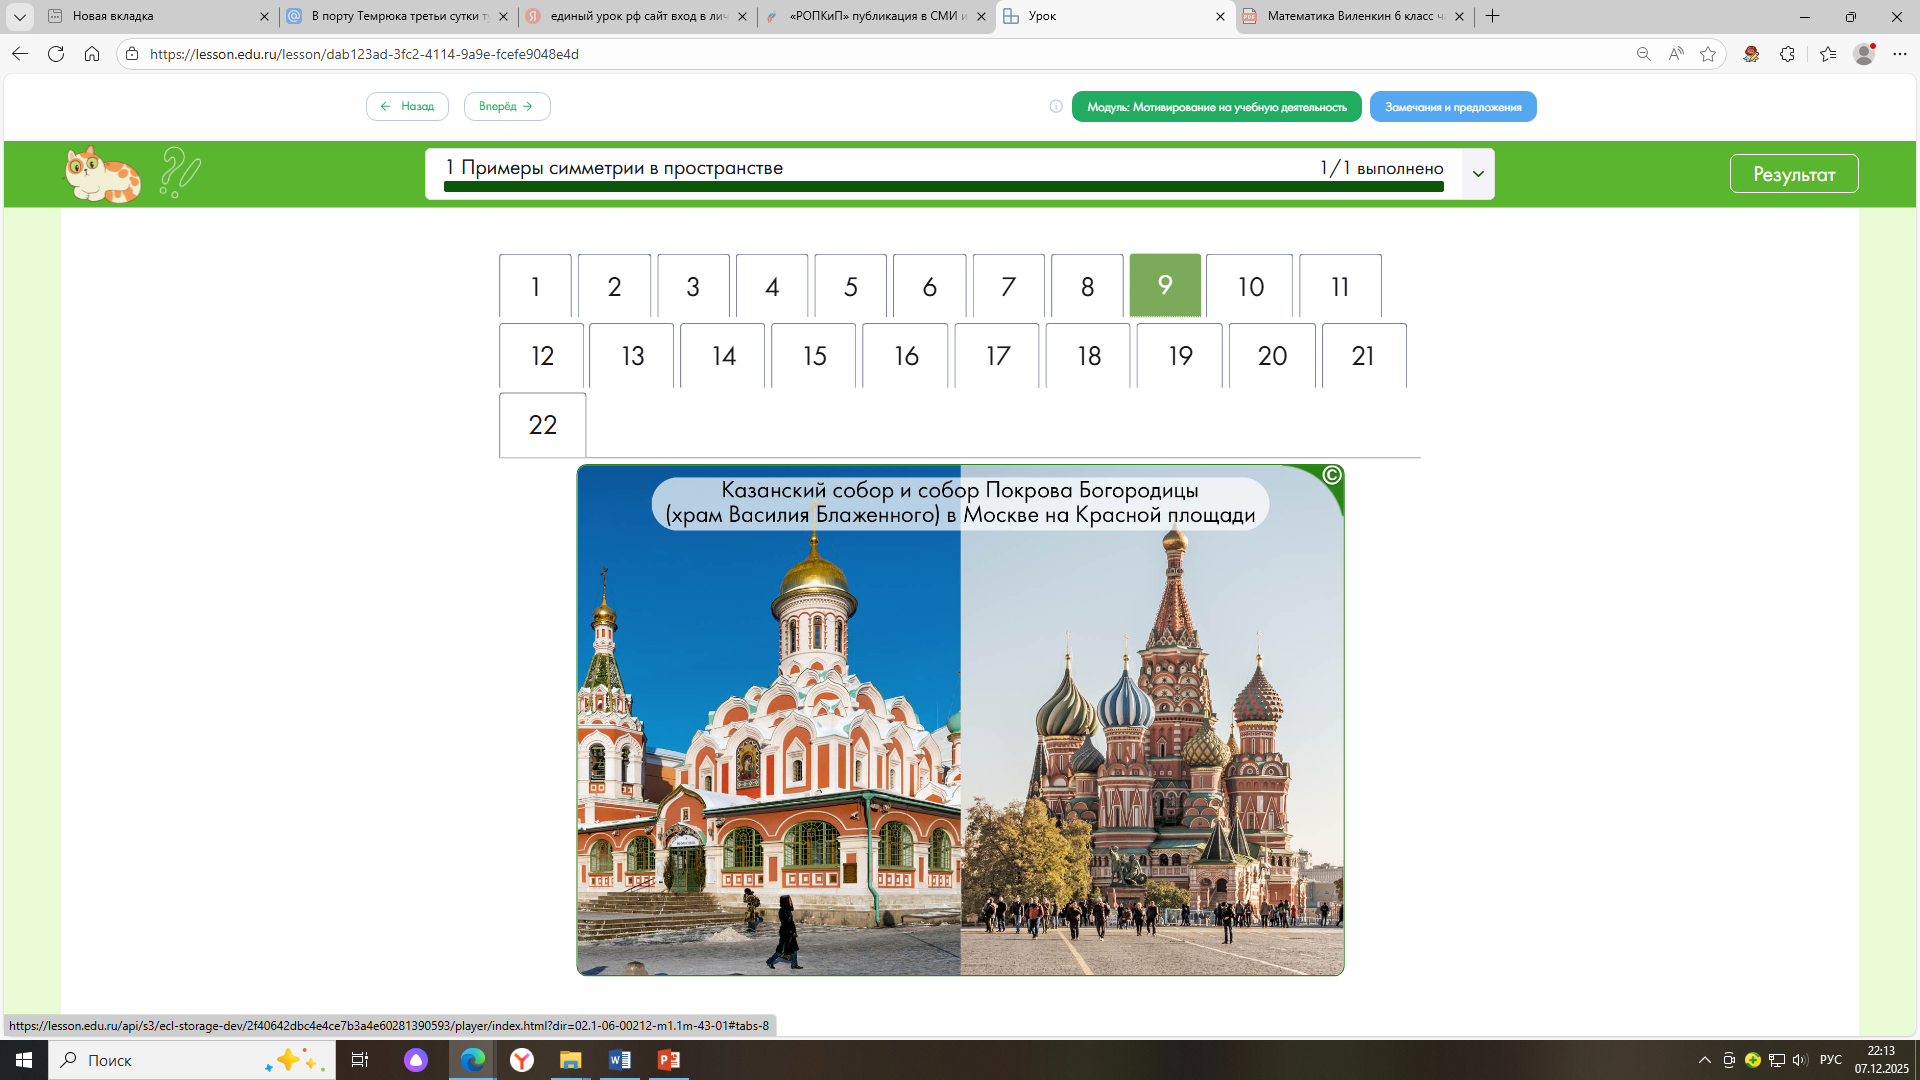 Новая вкладка
В порту Темрюка третьи сутки ту
единый урок рф сайт вход в лич
«РОПКиП» публикация в СМИ и
Урок
Математика Виленкин 6 класс ч
https://lesson.edu.ru/lesson/dab123ad-3fc2-4114-9a9e-fcefe9048e4d
Назад
Вперёд
Модуль: Мотивирование на учебную деятельность
Замечания и предложения
1 Примеры симметрии в пространстве
1/1 выполнено
Результат
1 2 3 4 5 6 7 8 9 10 11
12 13 14 15 16 17 18 19 20 21
22
©
Казанский собор и собор Покрова Богородицы
(храм Василия Блаженного) в Москве на Красной площади
https://lesson.edu.ru/api/s3/ecl-storage-dev/2f40642dbc4e4ce7b3a4e60281390593/player/index.html?dir=02.1-06-00212-m1.1m-43-01#tabs-8
Поиск
РУС
22:13
07.12.2025